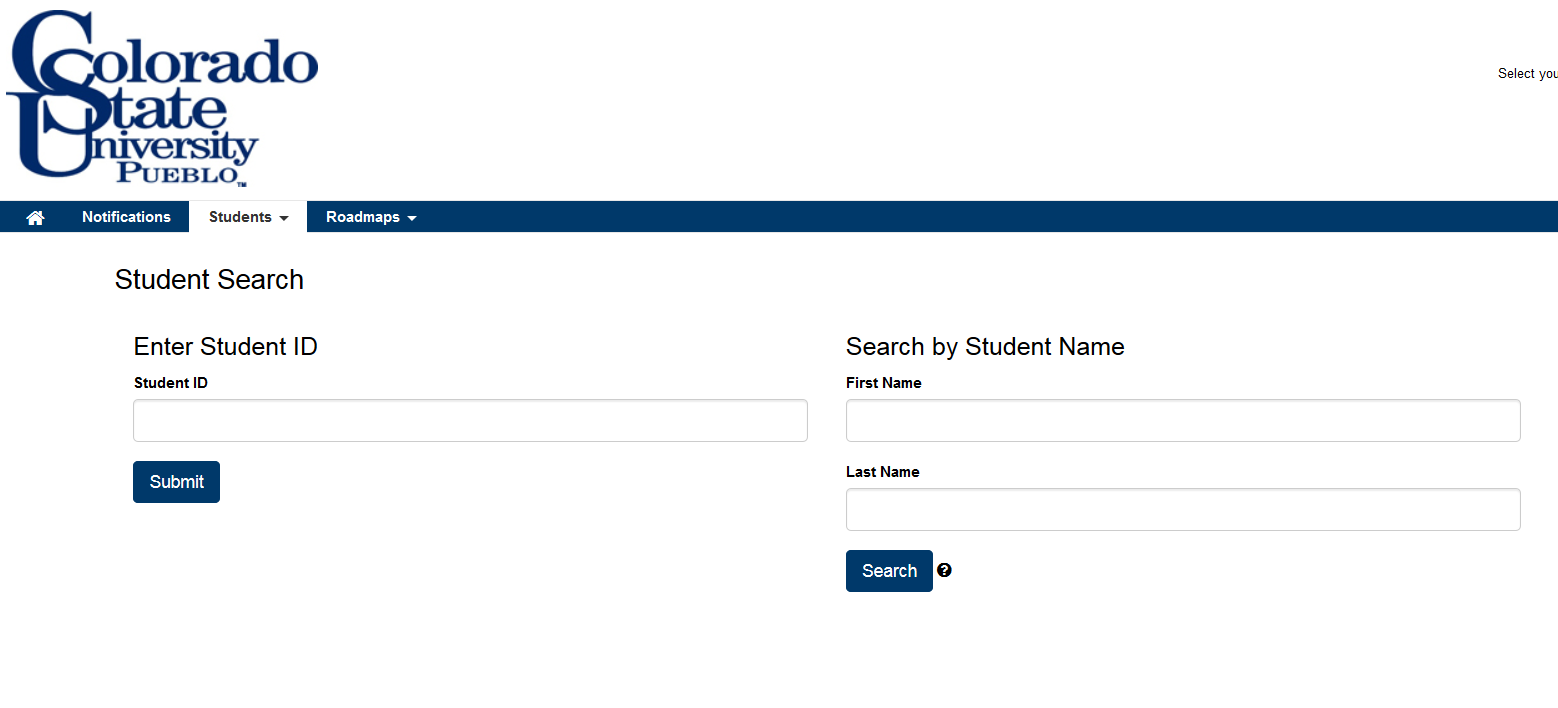 Colorado
State
University
PUEBLO™
Select you
Notifications
Students
Roadmaps
Student Search
Enter Student ID
Student ID
Submit
Search by Student Name
First Name
Last Name
Search